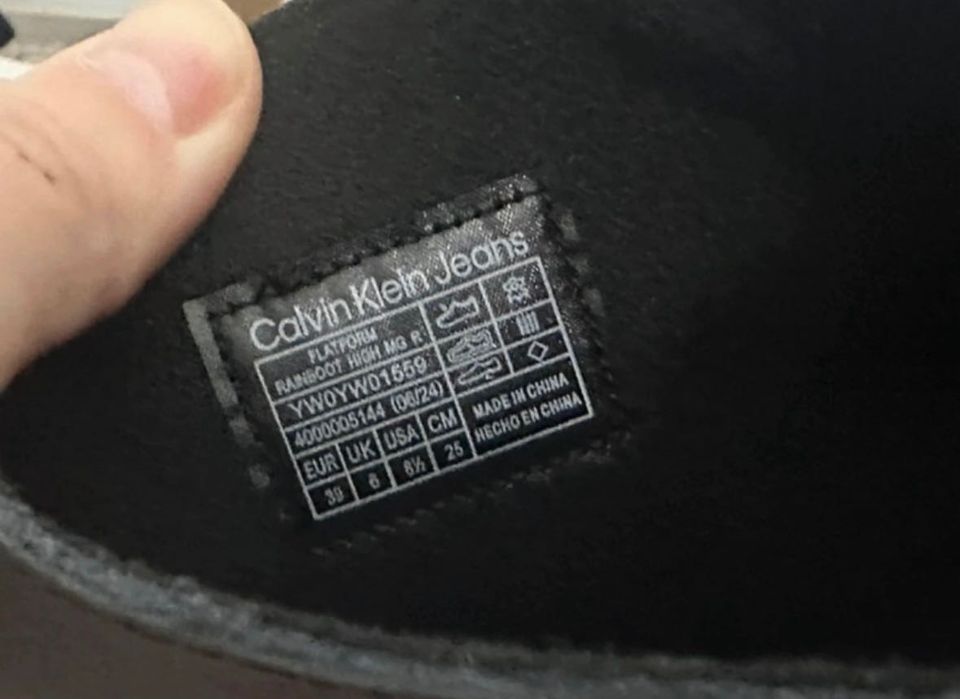 Calvin Klein Jeans
FLATFORM
RAINBOOT HIGH MG R
YW0YW01559
4000005144 (06/24)
EUR UK USA CM
39 6 8½ 25
MADE IN CHINA
HECHO EN CHINA